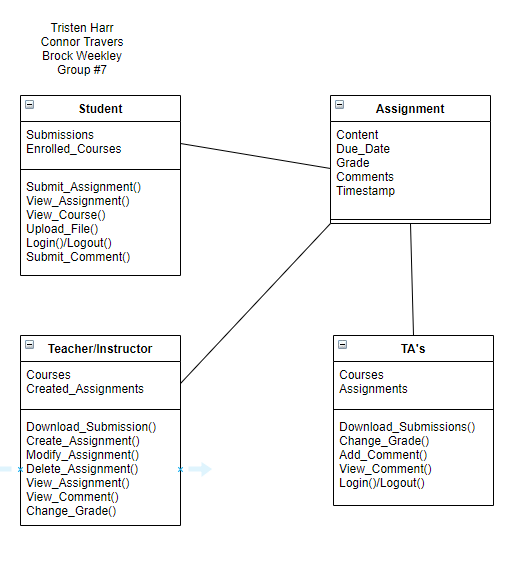 Tristen Harr
Connor Travers
Brock Weekley
Group #7
Student
Submissions
Enrolled_Courses
Submit_Assignment()
View_Assignment()
View_Course()
Upload_File()
Login()/Logout()
Submit_Comment()
Assignment
Content
Due_Date
Grade
Comments
Timestamp
Teacher/Instructor
Courses
Created_Assignments
Download_Submission()
Create_Assignment()
Modify_Assignment()
Delete_Assignment()
View_Assignment()
View_Comment()
Change_Grade()
TA's
Courses
Assignments
Download_Submissions()
Change_Grade()
Add_Comment()
View_Comment()
Login()/Logout()